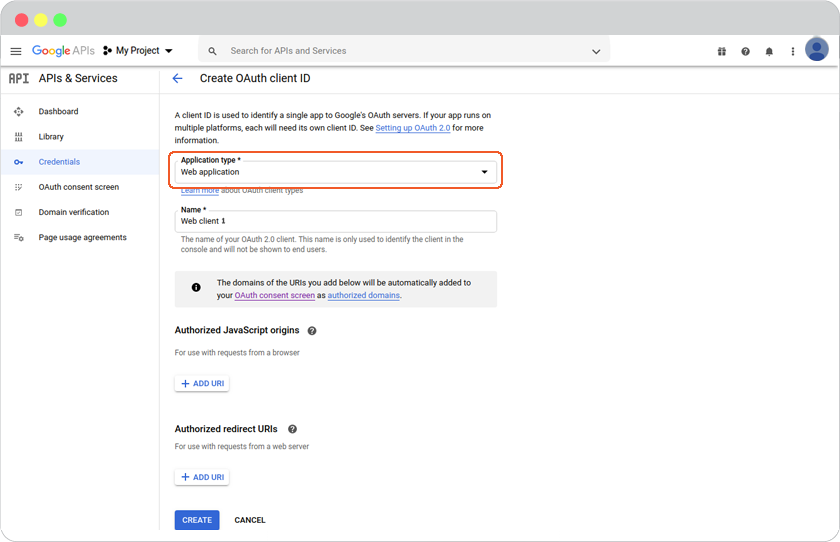 Google APIs My Project Search for APIs and Services
API APIs & Services
Create OAuth client ID
Dashboard
Library
Credentials
OAuth consent screen
Domain verification
Page usage agreements
A client ID is used to identify a single app to Google's OAuth servers. If your app runs on
multiple platforms, each will need its own client ID. See Setting up OAuth 2.0 for more
information.
Application type *
Web application
Learn more about OAuth client types
Name *
Web client 1
The name of your OAuth 2.0 client. This name is only used to identify the client in the
console and will not be shown to end users.
The domains of the URIs you add below will be automatically added to
your OAuth consent screen as authorized domains.
Authorized JavaScript origins
For use with requests from a browser
+ ADD URI
Authorized redirect URIs
For use with requests from a web server
+ ADD URI
CREATE CANCEL